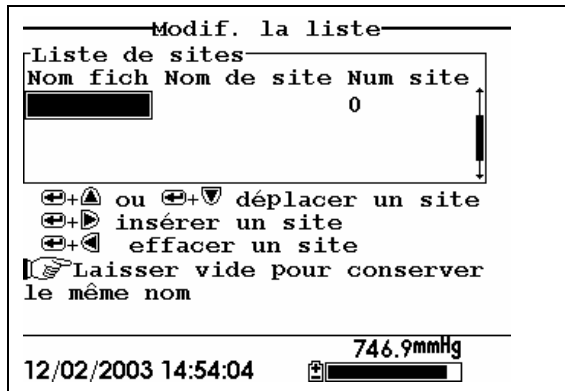 Modif. la liste
Liste de sites
Nom fich Nom de site Num site
0
+ ou + déplacer un site
+ insérer un site
+ effacer un site
Laisser vide pour conserver
le même nom
746.9mmHg
12/02/2003 14:54:04